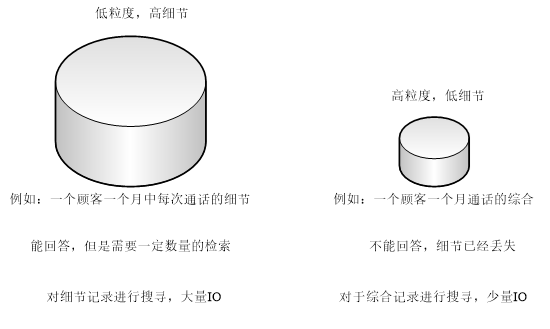 低粒度，高细节
高粒度，低细节
例如：一个顾客一个月中每次通话的细节
例如：一个顾客一个月通话的综合
能回答，但是需要一定数量的检索
不能回答，细节已经丢失
对细节记录进行搜寻，大量IO
对于综合记录进行搜寻，少量IO